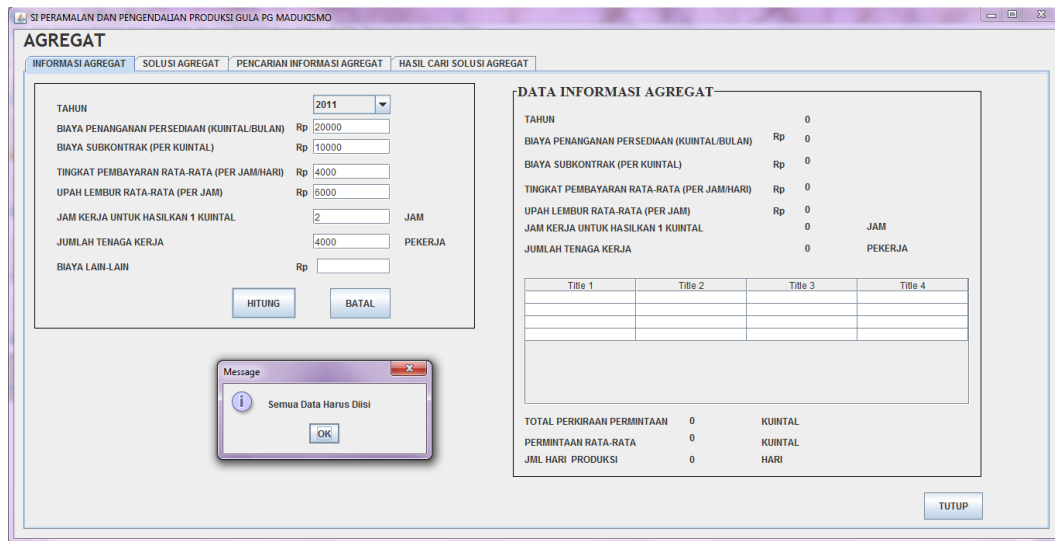 SI PERAMALAN DAN PENGENDALIAN PRODUKSI GULA PG MADUKISMO
AGREGAT
INFORMASI AGREGAT SOLUSI AGREGAT PENCARIAN INFORMASI AGREGAT HASIL CARI SOLUSI AGREGAT
TAHUN 2011
BIAYA PENANGANAN PERSEDIAAN (KUINTAL/BULAN) Rp 20000
BIAYA SUBKONTRAK (PER KUINTAL) Rp 10000
TINGKAT PEMBAYARAN RATA-RATA (PER JAM/HARI) Rp 4000
UPAH LEMBUR RATA-RATA (PER JAM) Rp 6000
JAM KERJA UNTUK HASILKAN 1 KUINTAL 2 JAM
JUMLAH TENAGA KERJA 4000 PEKERJA
BIAYA LAIN-LAIN Rp
HITUNG BATAL
Message
Semua Data Harus Diisi
OK
DATA INFORMASI AGREGAT
TAHUN 0
BIAYA PENANGANAN PERSEDIAAN (KUINTAL/BULAN) Rp 0
BIAYA SUBKONTRAK (PER KUINTAL) Rp 0
TINGKAT PEMBAYARAN RATA-RATA (PER JAM/HARI) Rp 0
UPAH LEMBUR RATA-RATA (PER JAM) Rp 0
JAM KERJA UNTUK HASILKAN 1 KUINTAL 0 JAM
JUMLAH TENAGA KERJA 0 PEKERJA
Title 1 Title 2 Title 3 Title 4
TOTAL PERKIRAAN PERMINTAAN 0 KUINTAL
PERMINTAAN RATA-RATA 0 KUINTAL
JML HARI PRODUKSI 0 HARI
TUTUP